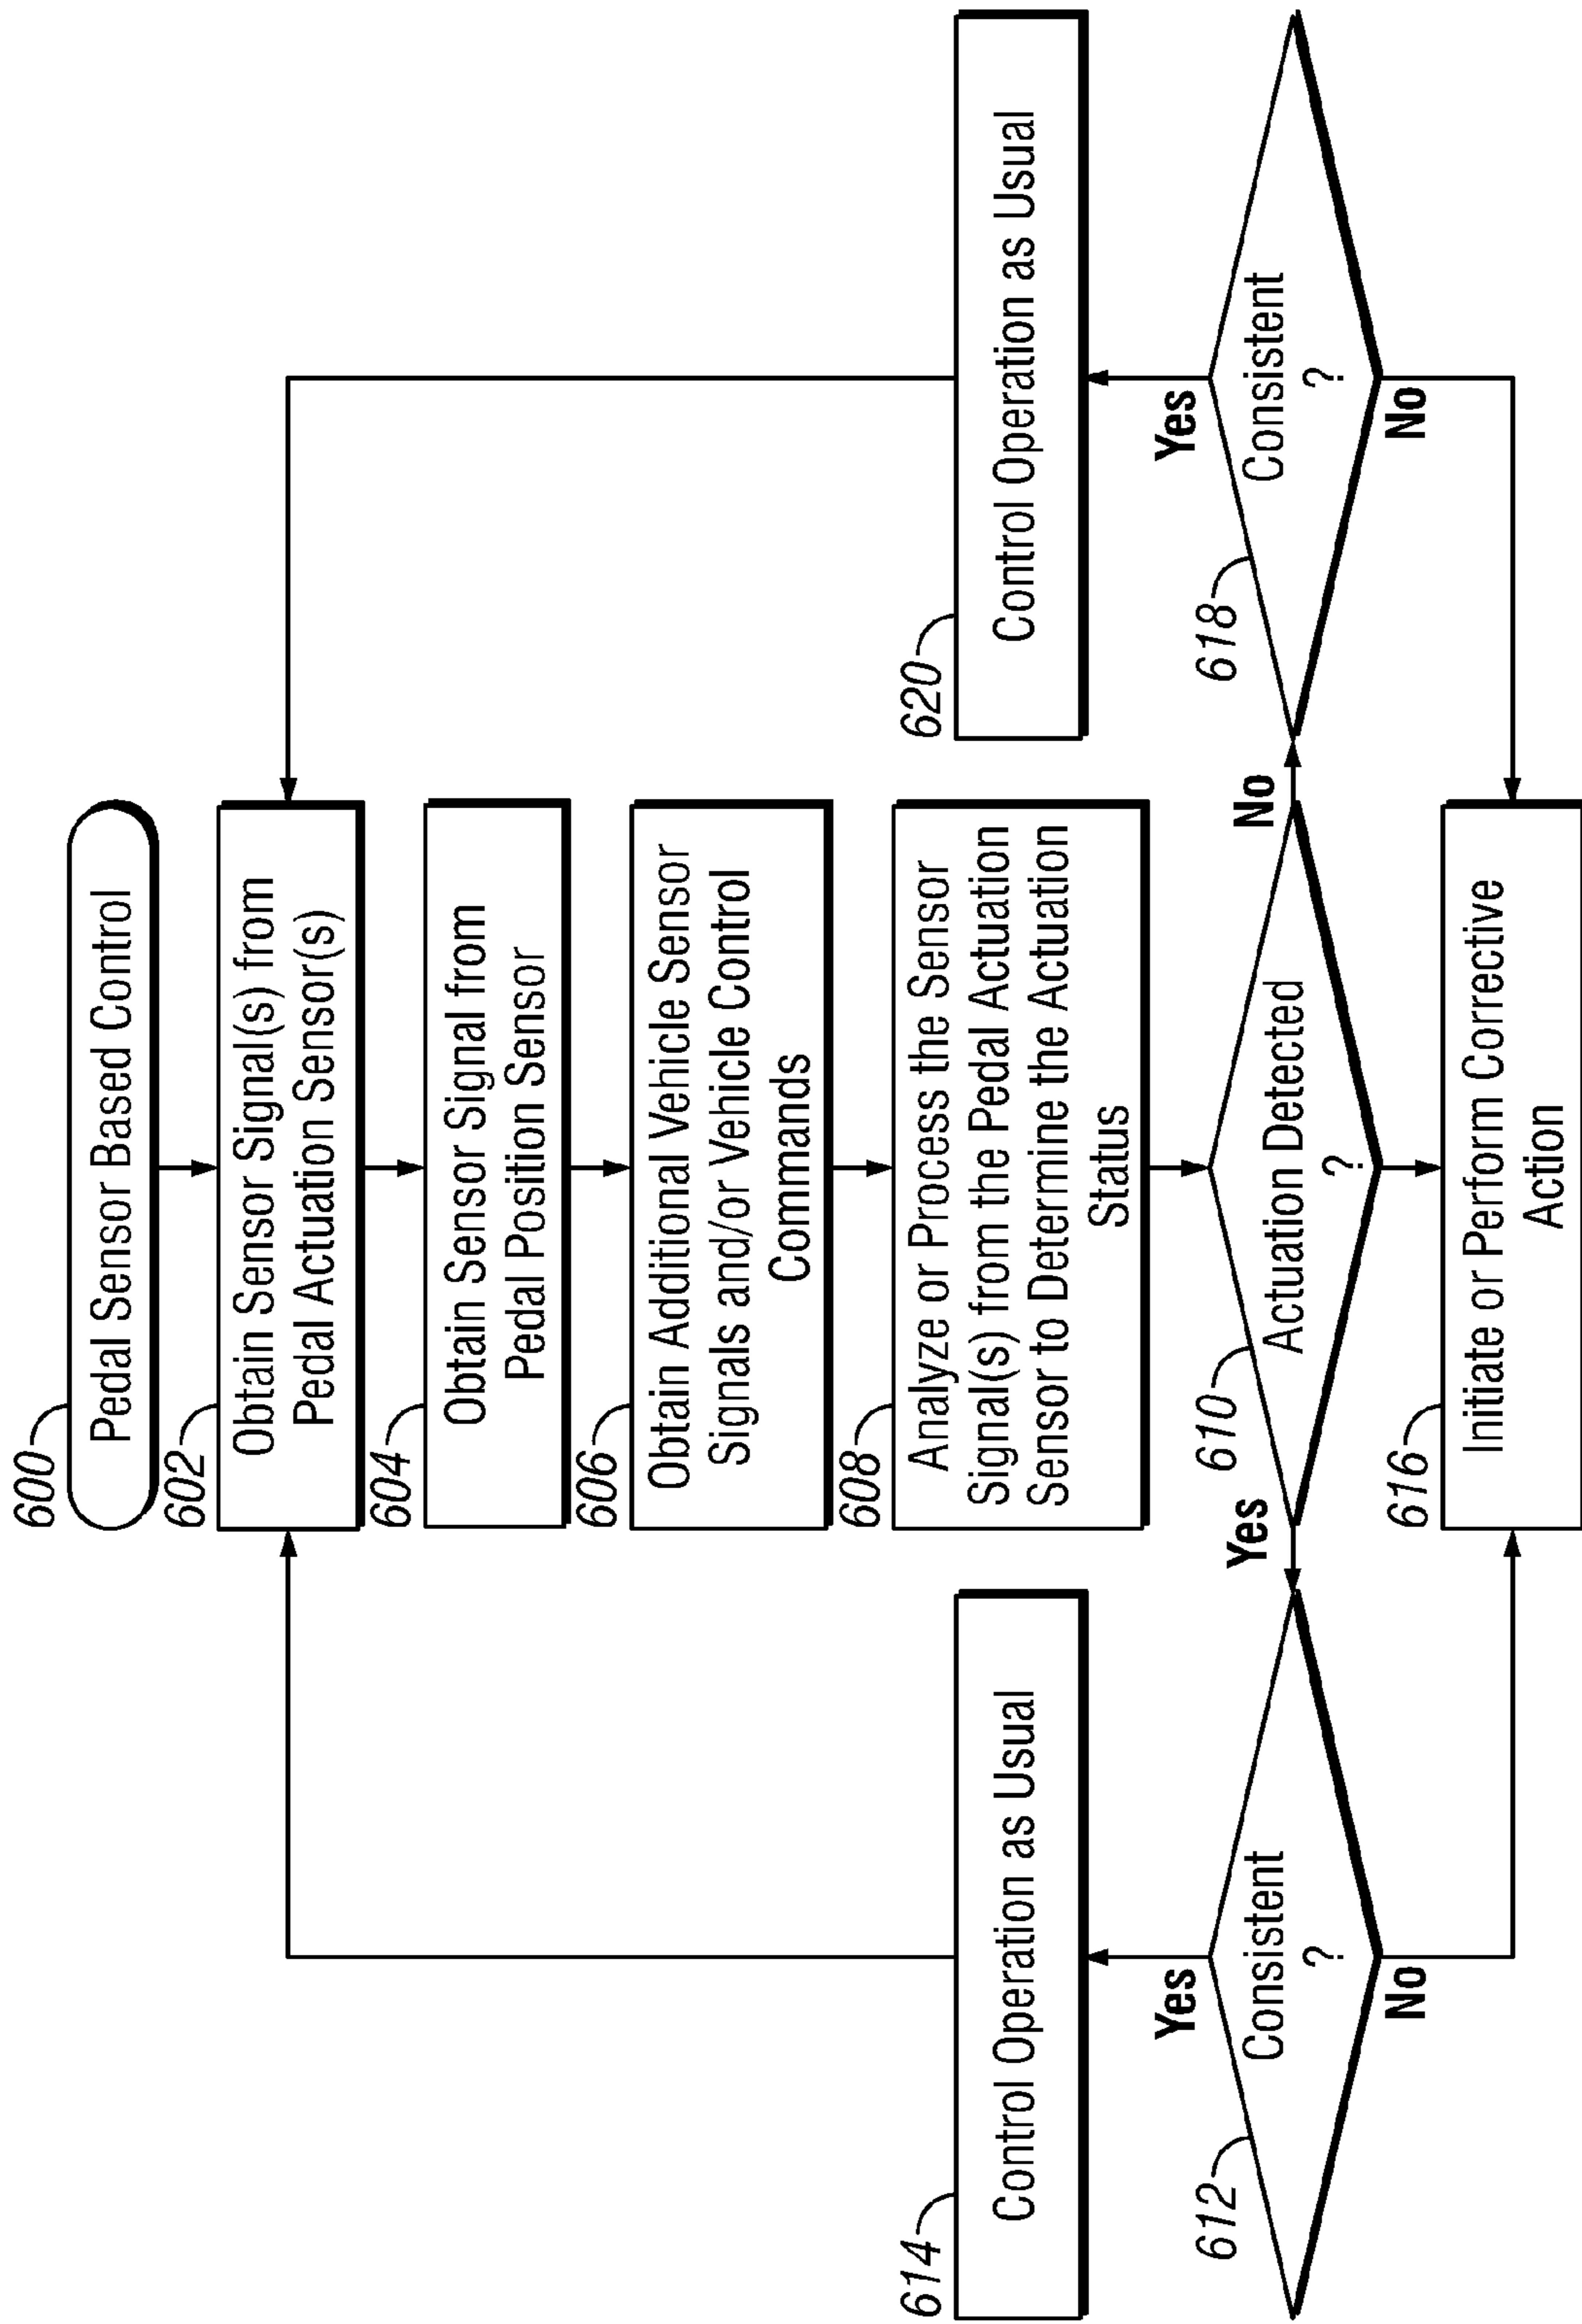 600
Pedal Sensor Based Control
602
Obtain Sensor Signal(s) from
Pedal Actuation Sensor(s)
604
Obtain Sensor Signal from
Pedal Position Sensor
606
Obtain Additional Vehicle Sensor
Signals and/or Vehicle Control
Commands
608
Analyze or Process the Sensor
Signal(s) from the Pedal Actuation
Sensor to Determine the Actuation
Status
614
Control Operation as Usual
620
Control Operation as Usual
612
Yes
Consistent
?
No
Yes
610
Actuation Detected
?
No
618
Yes
Consistent
?
No
616
Initiate or Perform Corrective
Action